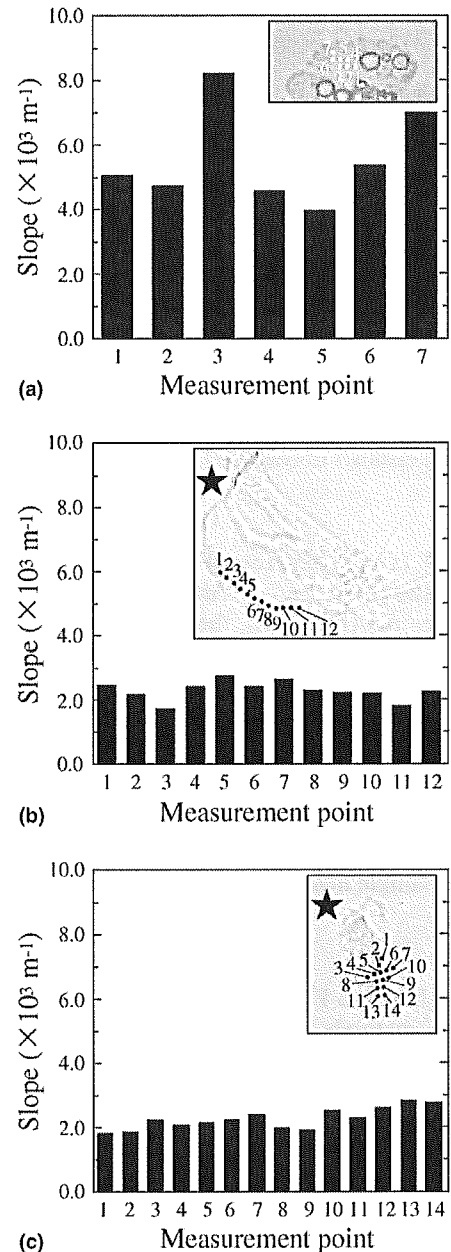 10.0
8.0
6.0
4.0
2.0
0.0
Slope (×10³ m⁻¹)
1 2 3 4 5 6 7
Measurement point
(a)
10.0
8.0
6.0
4.0
2.0
0.0
Slope (×10³ m⁻¹)
★
1
2
3
4
5
6
7
8
9
10 11 12
1 2 3 4 5 6 7 8 9 10 11 12
Measurement point
(b)
10.0
8.0
6.0
4.0
2.0
0.0
Slope (×10³ m⁻¹)
★
1
2 6
3 4 5 7
10
8 9
11 12
13 14
1 2 3 4 5 6 7 8 9 10 11 12 13 14
Measurement point
(c)